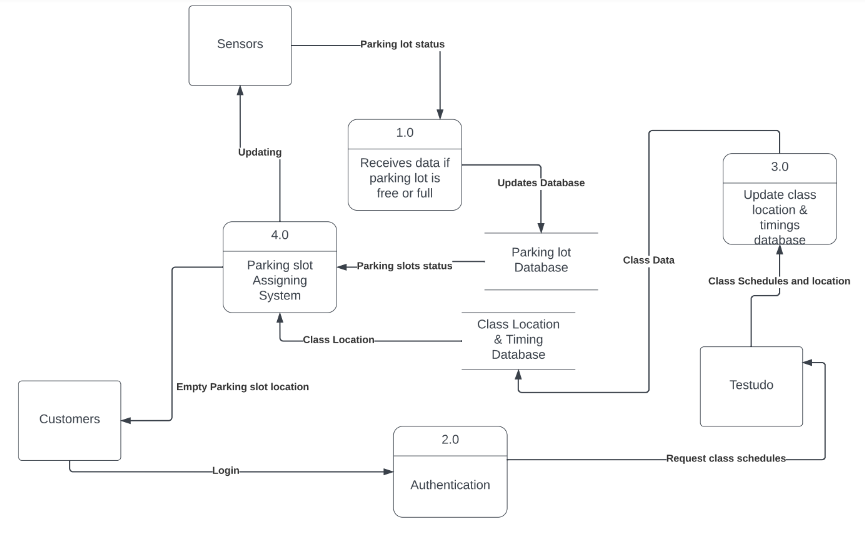 Sensors
Parking lot status
1.0
Receives data if
parking lot is
free or full
Updates Database
3.0
Update class
location &
timings
database
Updating
4.0
Parking slot
Assigning
System
Parking slots status
Parking lot
Database
Class Data
Class Schedules and location
Class Location
Class Location
& Timing
Database
Empty Parking slot location
Testudo
Customers
2.0
Authentication
Login
Request class schedules